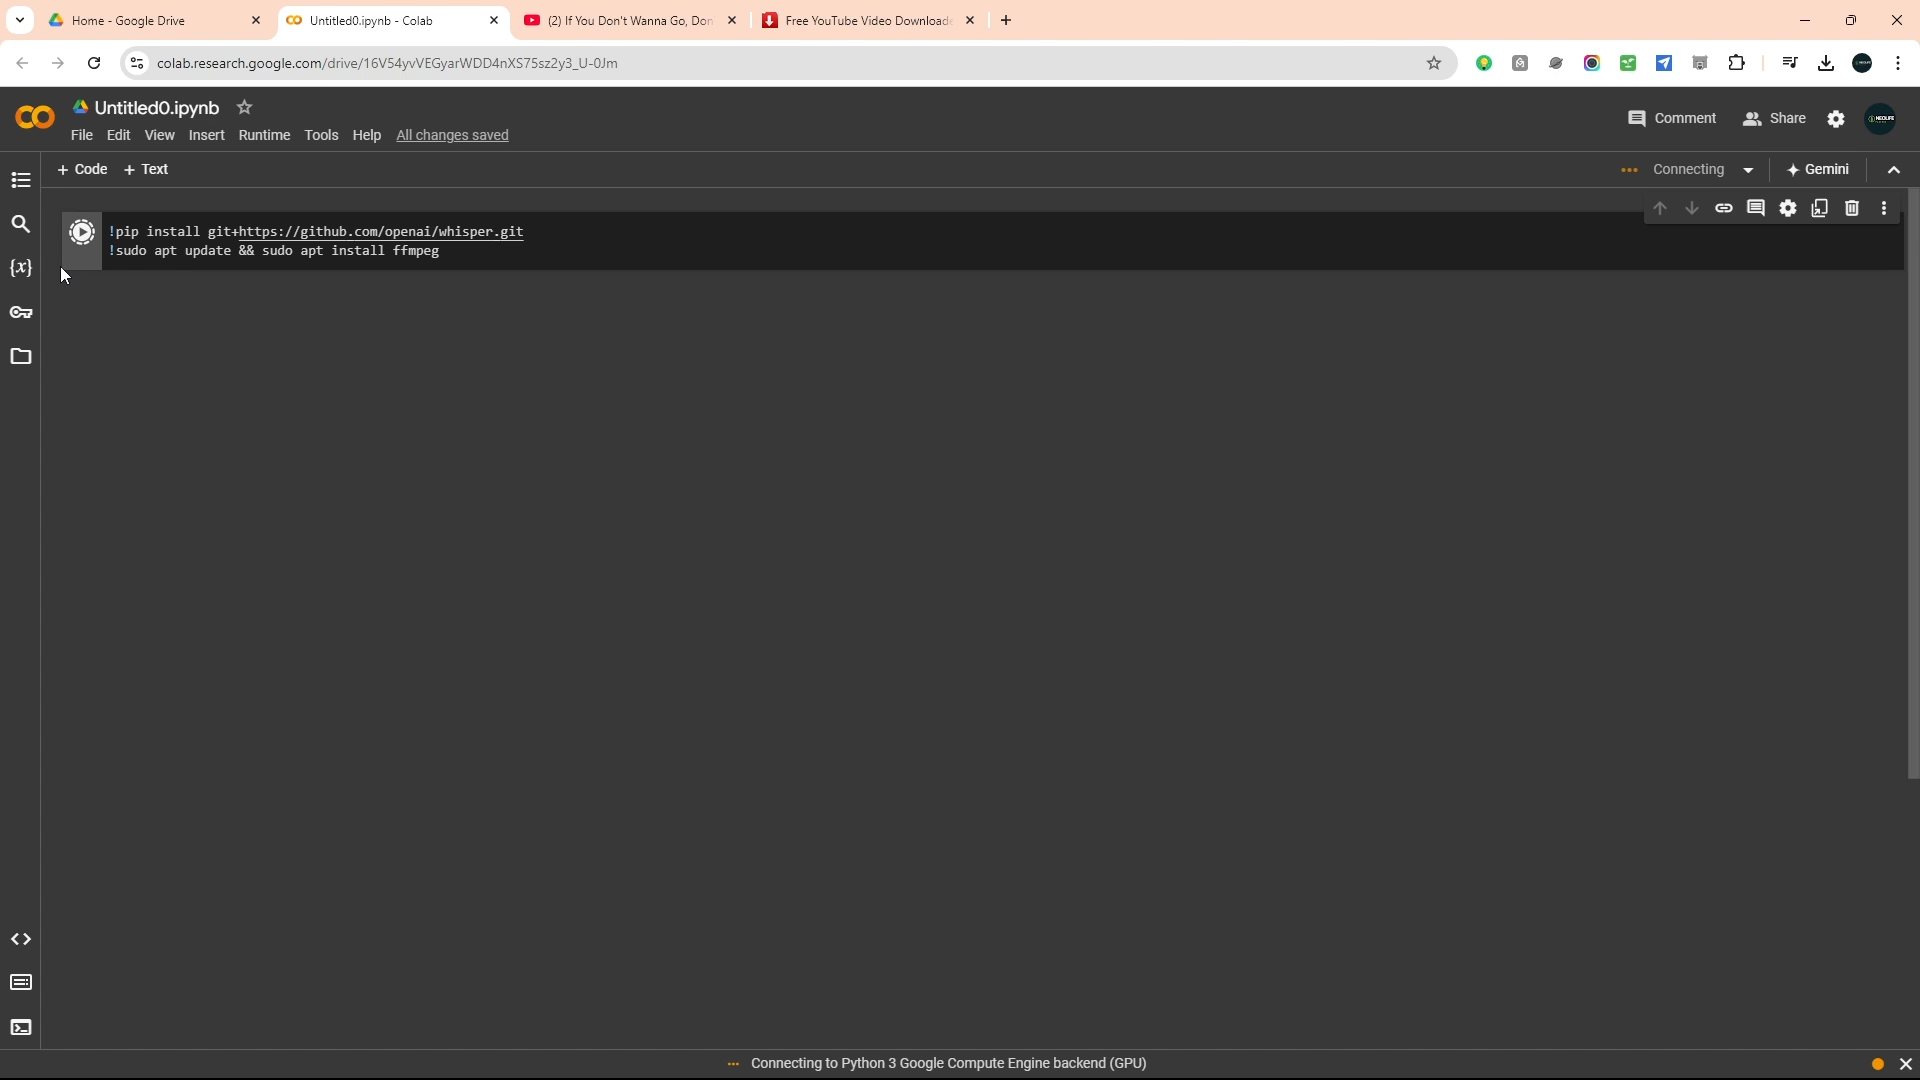 Home - Google Drive
Untitled0.ipynb - Colab
(2) If You Don't Wanna Go, Don
Free YouTube Video Downloade
colab.research.google.com/drive/16V54yvVEGyarWDD4nXS75sz2y3_U-0Jm
Untitled0.ipynb
Comment
Share
File Edit View Insert Runtime Tools Help All changes saved
+ Code + Text
Connecting
Gemini
!pip install git+https://github.com/openai/whisper.git
!sudo apt update && sudo apt install ffmpeg
Connecting to Python 3 Google Compute Engine backend (GPU)